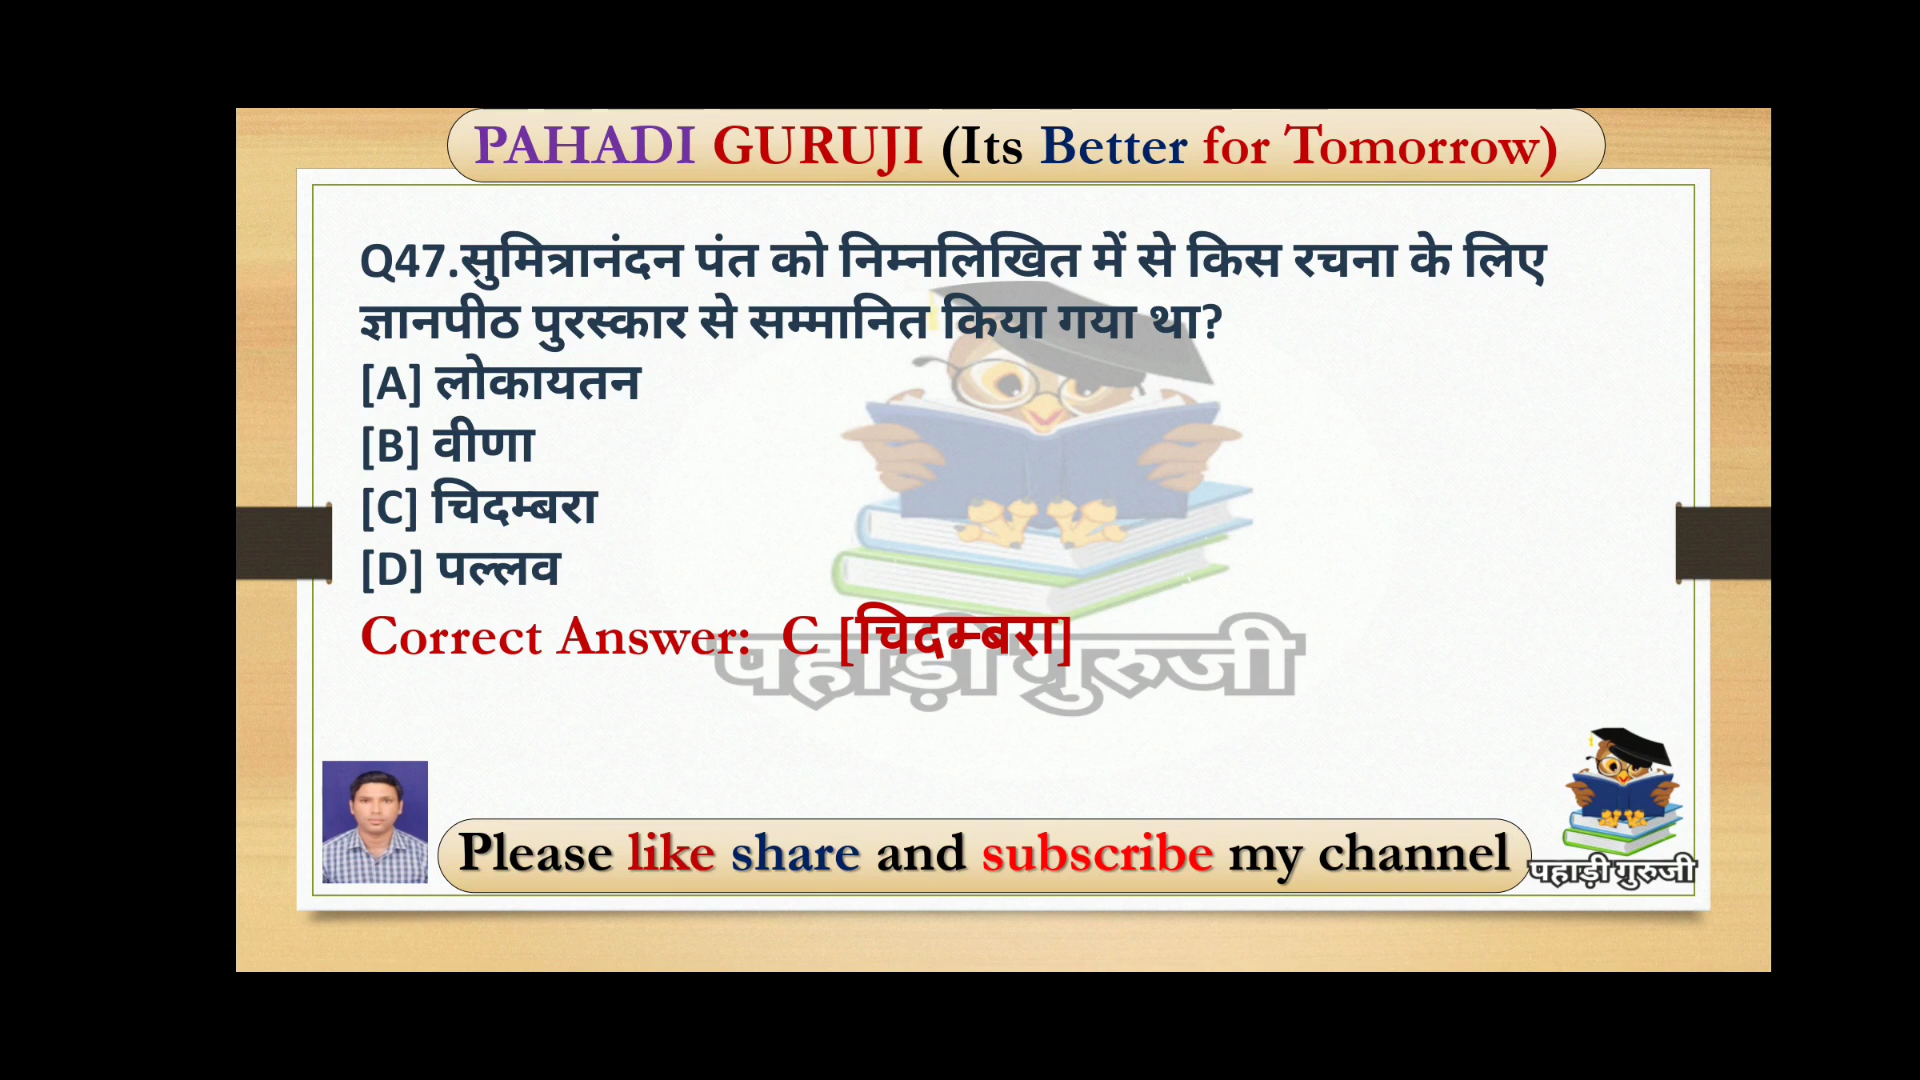 PAHADI GURUJI (Its Better for Tomorrow)
Q47.सुमित्रानंदन पंत को निम्नलिखित में से किस रचना के लिए
ज्ञानपीठ पुरस्कार से सम्मानित किया गया था?
[A] लोकायतन
[B] वीणा
[C] चिदम्बरा
[D] पल्लव
Correct Answer: C [चिदम्बरा]
पहाड़ी गुरुजी
Please like share and subscribe my channel
पहाड़ी गुरुजी